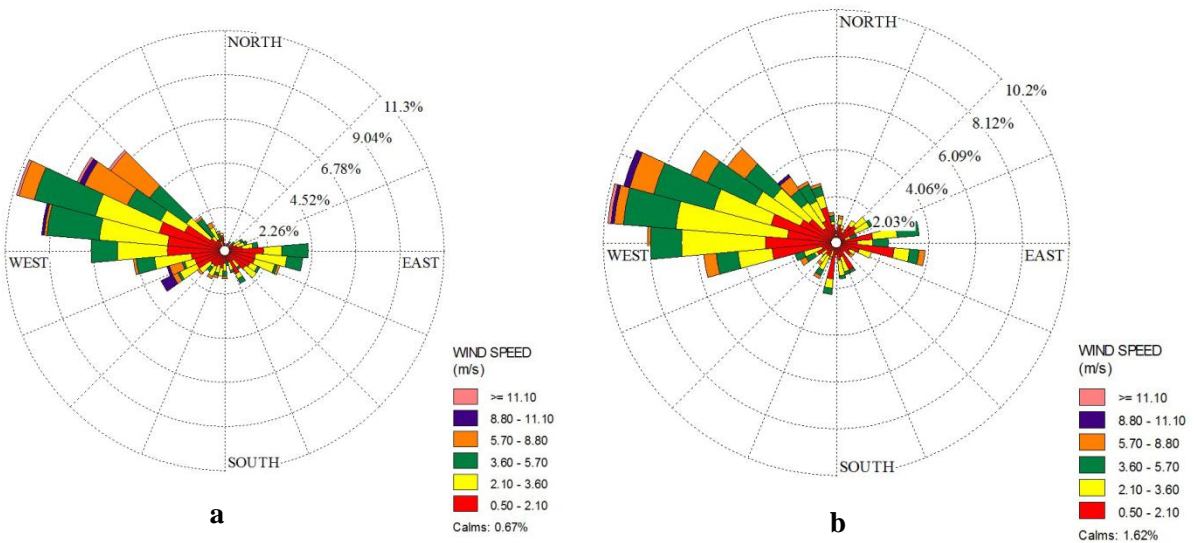 NORTH
11.3%
9.04%
6.78%
4.52%
2.26%
WEST
EAST
SOUTH
WIND SPEED
(m/s)
>= 11.10
8.80 - 11.10
5.70 - 8.80
3.60 - 5.70
2.10 - 3.60
0.50 - 2.10
Calms: 0.67%
a
NORTH
10.2%
8.12%
6.09%
4.06%
2.03%
WEST
EAST
SOUTH
WIND SPEED
(m/s)
>= 11.10
8.80 - 11.10
5.70 - 8.80
3.60 - 5.70
2.10 - 3.60
0.50 - 2.10
Calms: 1.62%
b